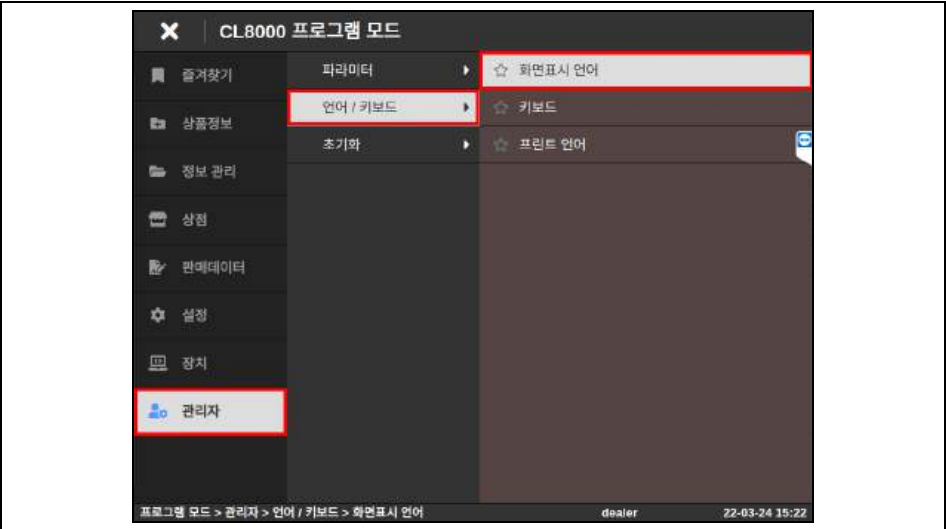 CL8000 프로그램 모드
즐겨찾기
상품정보
정보 관리
상점
판매데이터
설정
장치
관리자
파라미터
언어 / 키보드
초기화
화면표시 언어
키보드
프린트 언어
프로그램 모드 > 관리자 > 언어 / 키보드 > 화면표시 언어
dealer
22-03-24 15:22